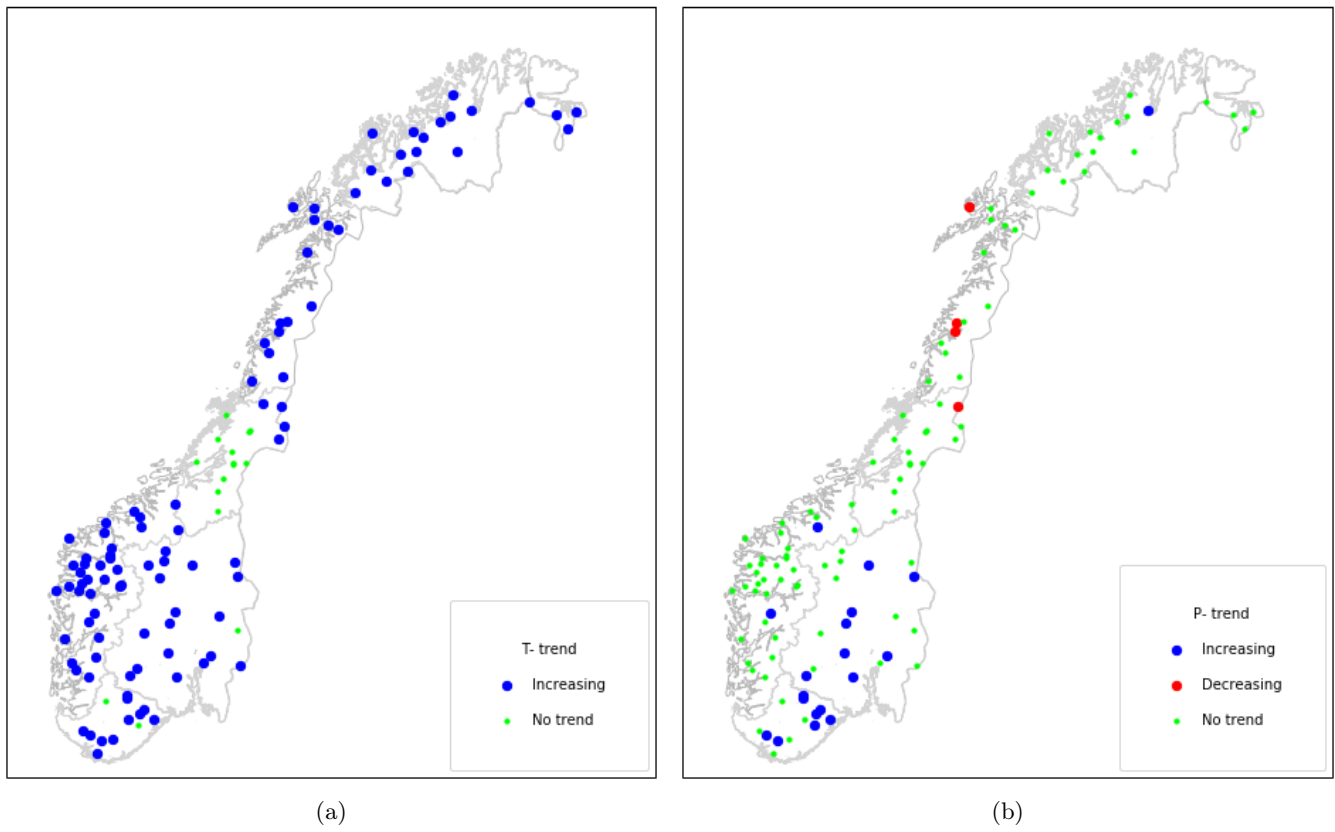 T- trend
Increasing
No trend
P- trend
Increasing
Decreasing
No trend
(a)
(b)